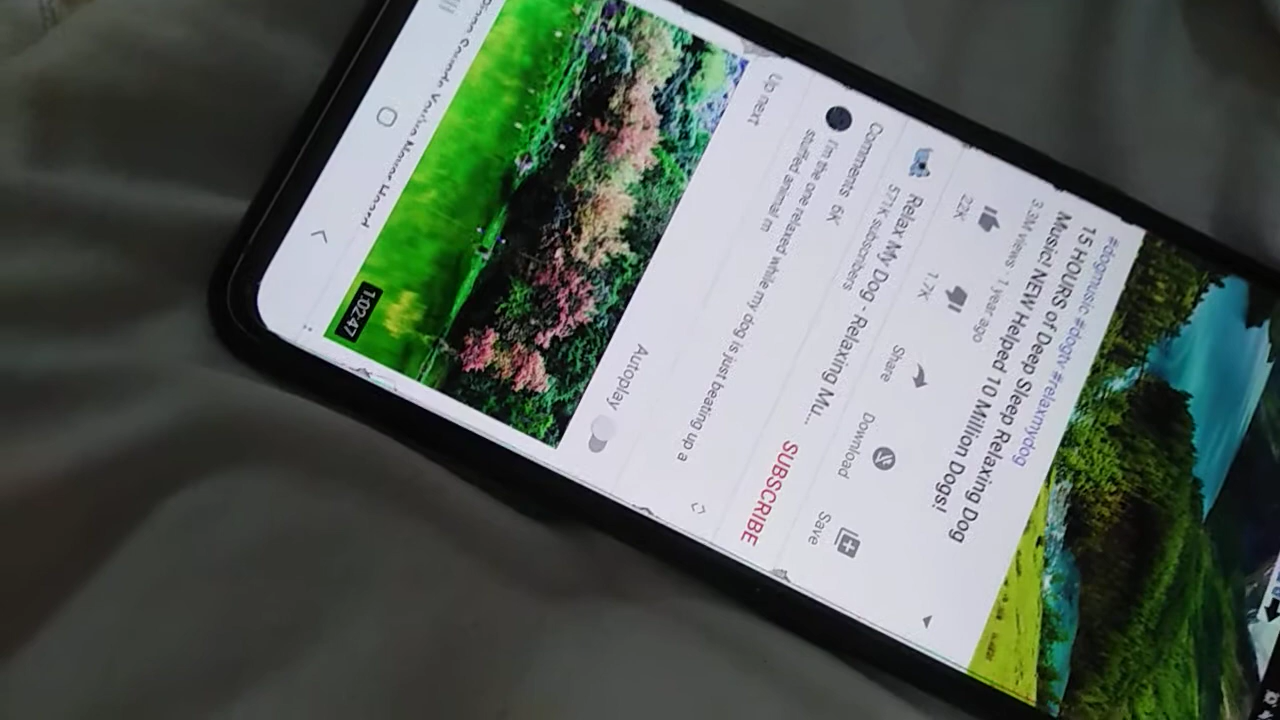 #dogmusic #dogtv #relaxmydog
15 HOURS of Deep Sleep Relaxing Dog
Music! NEW Helped 10 Million Dogs!
3.3M views · 1 year ago
22K
1.7K
Share
Download
Save
Relax My Dog - Relaxing Mu...
571K subscribers
SUBSCRIBE
Comments 6K
I'm the one relaxed while my dog is just beating up a
stuffed animal rn
Up next
Autoplay
1:02:47